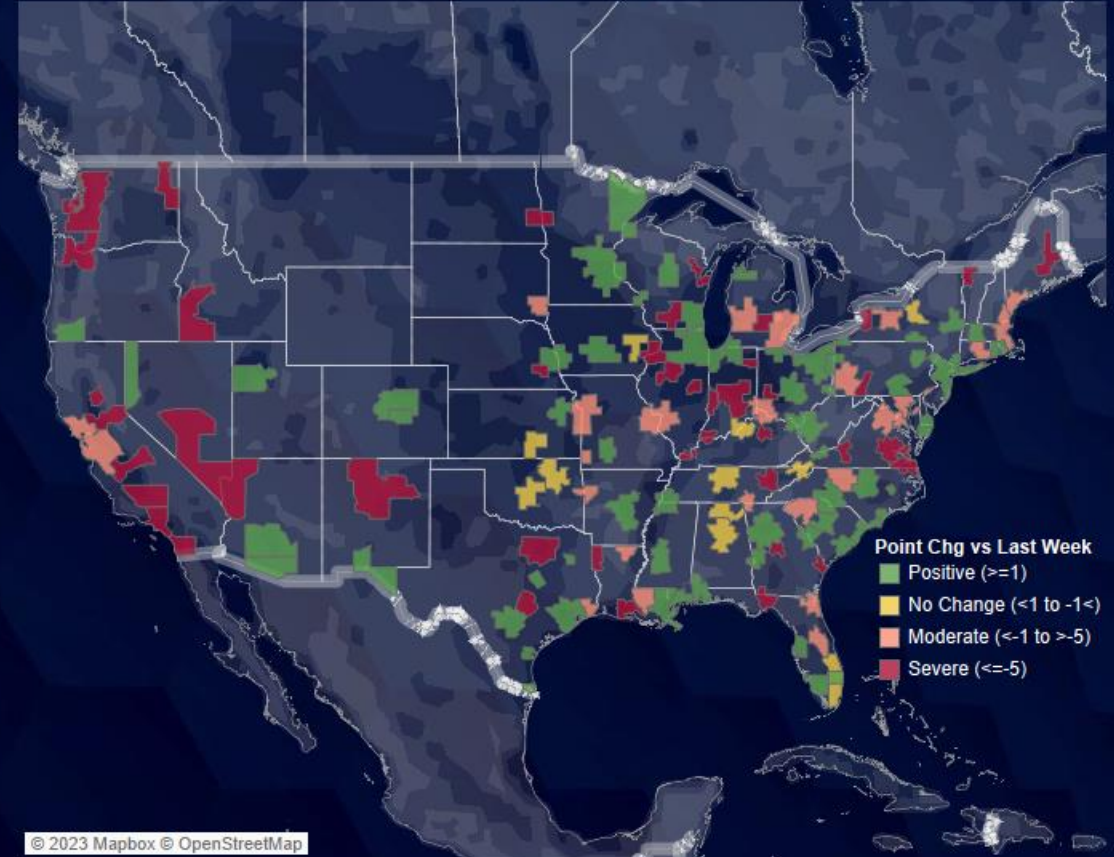 Point Chg vs Last Week
Positive (>=1)
No Change (<1 to -1<)
Moderate (<-1 to >-5)
Severe (<=-5)
© 2023 Mapbox © OpenStreetMap